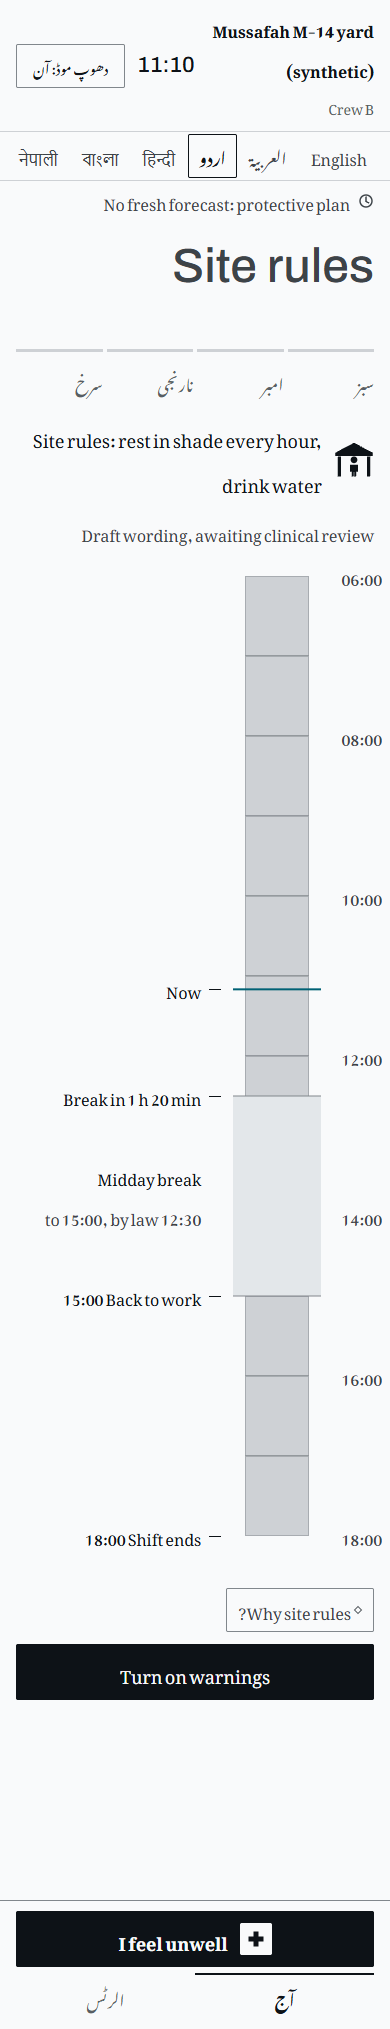 Mussafah M-14 yard
(synthetic)
Crew B
11:10
دھوپ موڈ: آن
English
العربية
اردو
हिन्दी
বাংলা
नेपाली
No fresh forecast: protective plan
Site rules
سبز
امبر
نارنجی
سرخ
Site rules: rest in shade every hour,
drink water
Draft wording, awaiting clinical review
06:00
08:00
10:00
Now
12:00
Break in 1 h 20 min
Midday break
to 15:00, by law 12:30
14:00
15:00 Back to work
16:00
18:00 Shift ends
18:00
?Why site rules
Turn on warnings
I feel unwell
آج
الرٹس